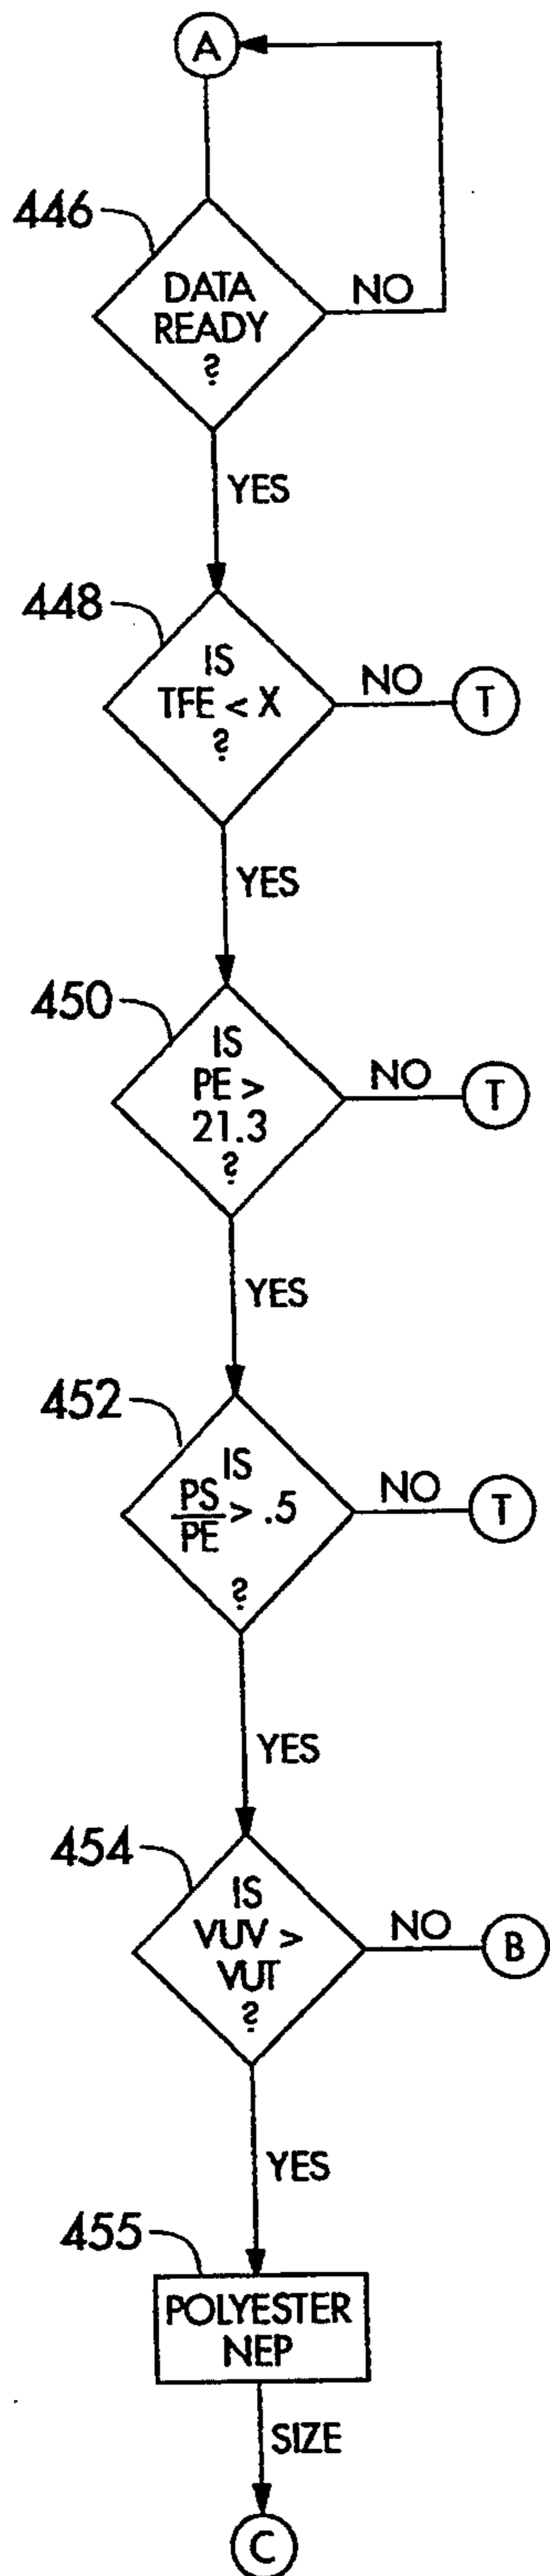 A
446
DATA
READY
?
NO
YES
448
IS
TFE < X
?
NO
T
YES
450
IS
PE >
21.3
?
NO
T
YES
452
IS
PS/PE > .5
?
NO
T
YES
454
IS
VUV >
VUT
?
NO
B
YES
455
POLYESTER
NEP
SIZE
C